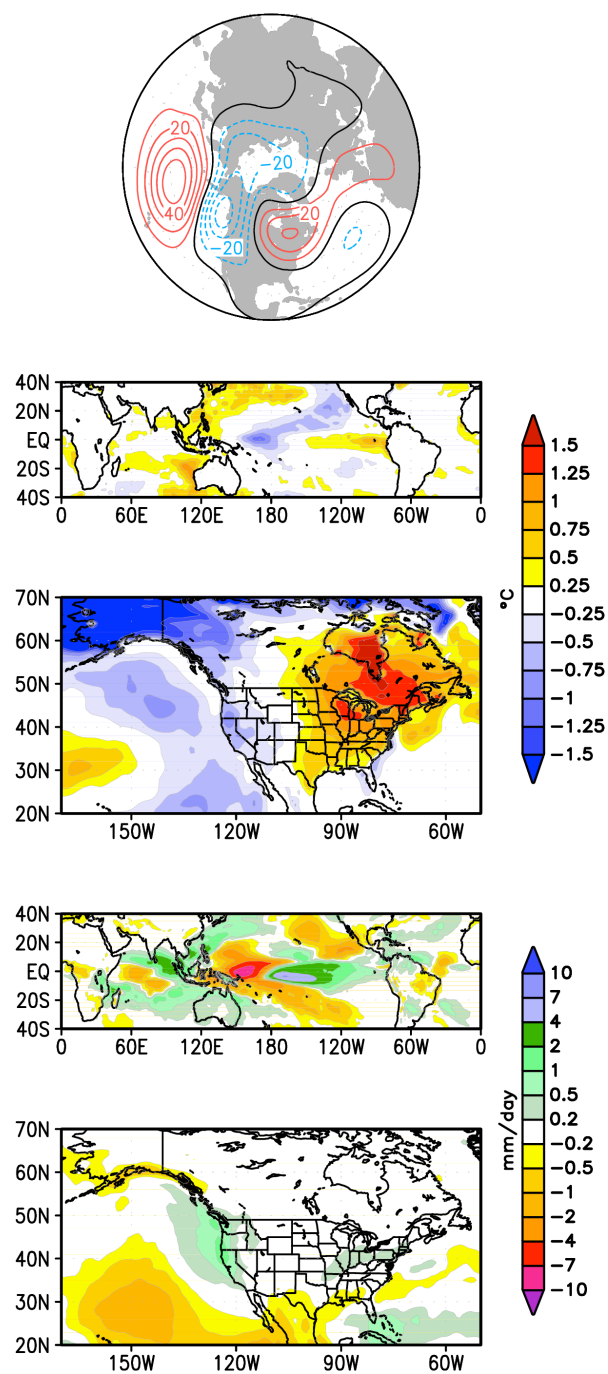 20
−20
20
40
−20
40N
20N
EQ
20S
40S
0 60E 120E 180 120W 60W 0
1.5
1.25
1
0.75
0.5
0.25
−0.25
−0.5
−0.75
−1
−1.25
−1.5
°C
70N
60N
50N
40N
30N
20N
150W 120W 90W 60W
40N
20N
EQ
20S
40S
0 60E 120E 180 120W 60W 0
10
7
4
2
1
0.5
0.2
−0.2
−0.5
−1
−2
−4
−7
−10
mm/day
70N
60N
50N
40N
30N
20N
150W 120W 90W 60W